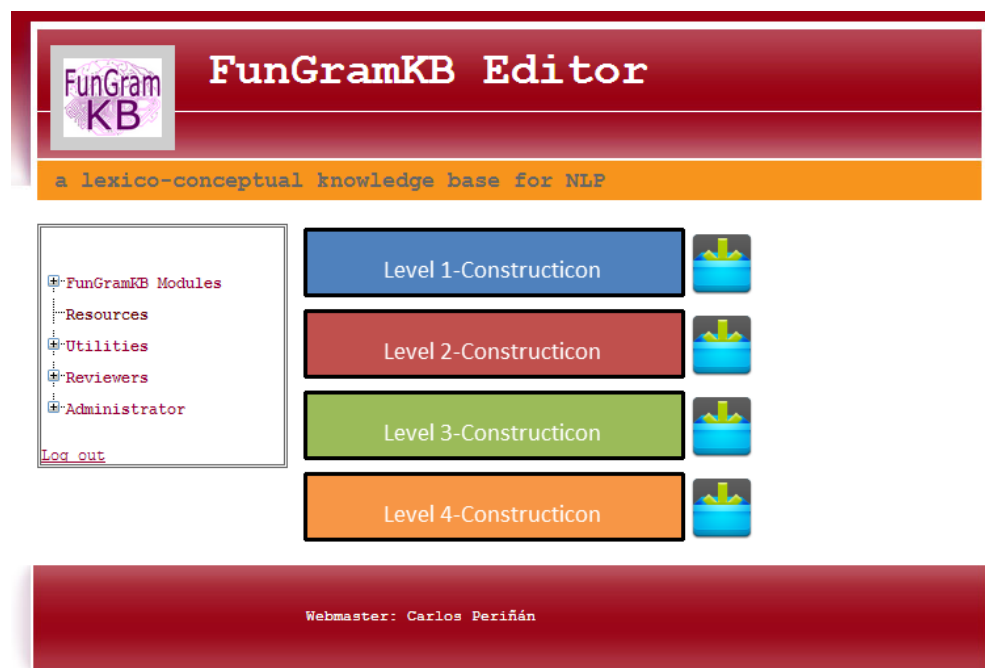 FunGram
KB
FunGramKB Editor
a lexico-conceptual knowledge base for NLP
FunGramKB Modules
Resources
Utilities
Reviewers
Administrator
Log out
Level 1-Constructicon
Level 2-Constructicon
Level 3-Constructicon
Level 4-Constructicon
Webmaster: Carlos Periñán